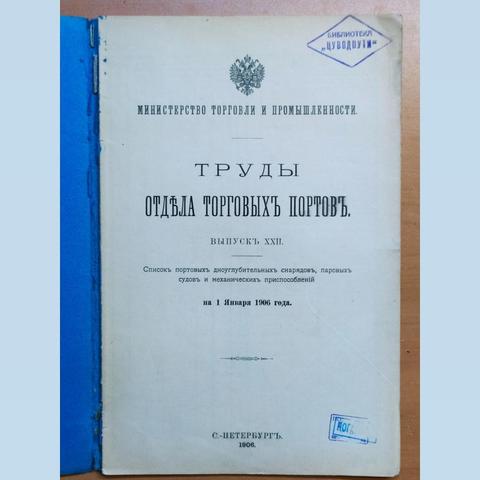 БИБЛИОТЕКА
„ЦУВОДПУТИ“
МИНИСТЕРСТВО ТОРГОВЛИ И ПРОМЫШЛЕННОСТИ.
ТРУДЫ
ОТДѢЛА ТОРГОВЫХЪ ПОРТОВЪ.
ВЫПУСКЪ XXII.
Списокъ портовыхъ дноуглубительныхъ снарядовъ, паровыхъ
судовъ и механическихъ приспособленій
на 1 Января 1906 года.
С.-ПЕТЕРБУРГЪ.
1906.